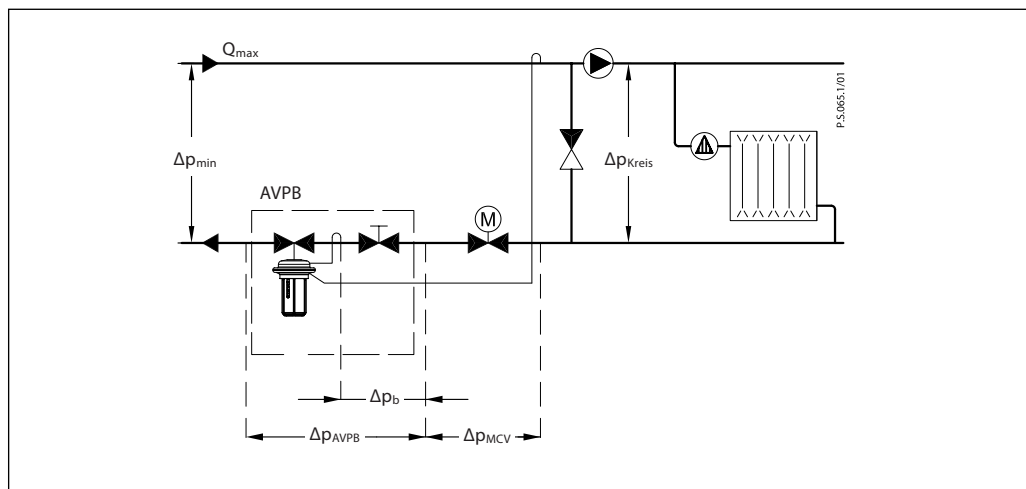 Qmax
P.S.065.1/01
Δpmin
ΔpKreis
AVPB
M
Δpb
ΔpAVPB
ΔpMCV